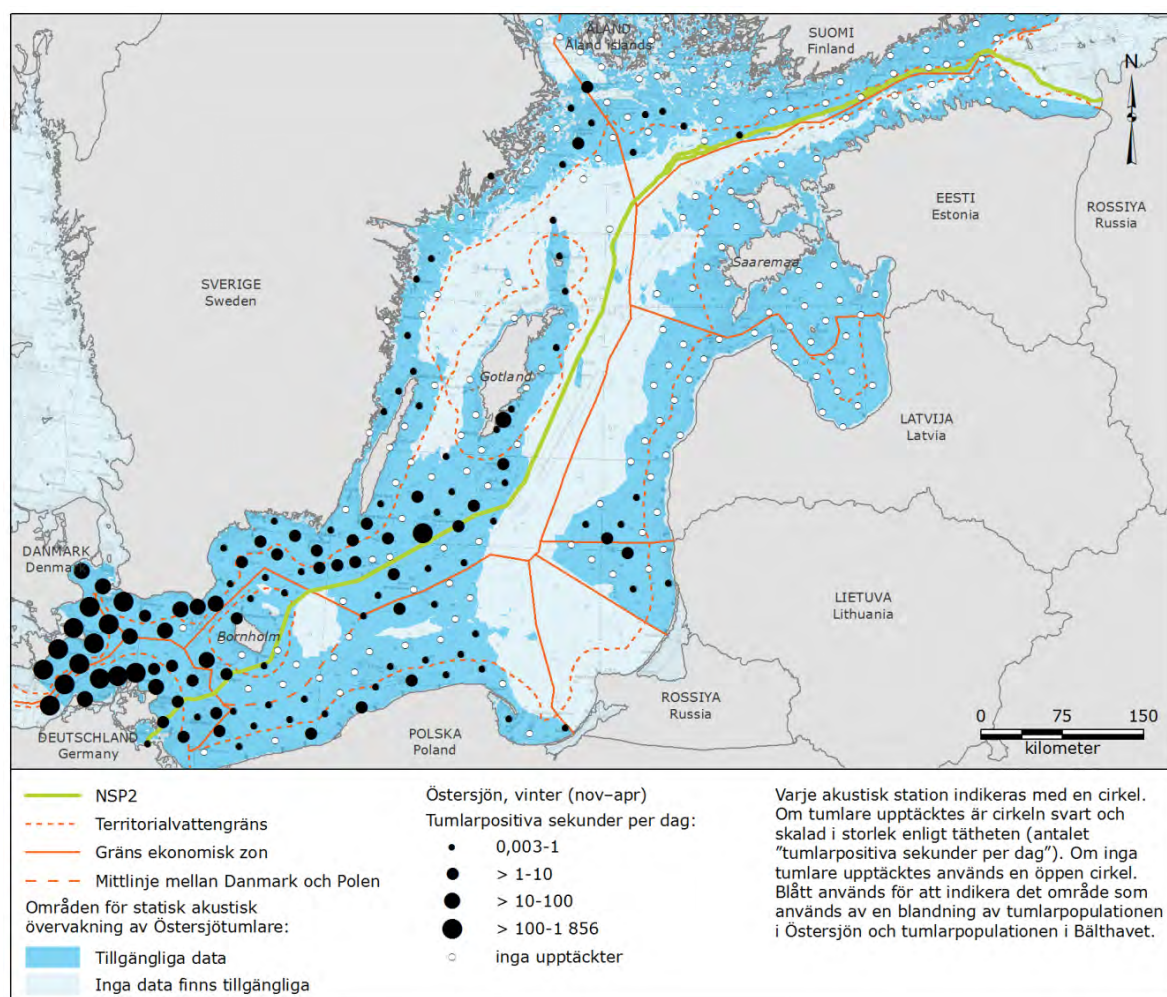 ÅLAND
Åland islands
SUOMI
Finland
N
EESTI
Estonia
ROSSIYA
Russia
SVERIGE
Sweden
Saaremaa
Gotland
LATVIJA
Latvia
DANMARK
Denmark
LIETUVA
Lithuania
Bornholm
ROSSIYA
Russia
DEUTSCHLAND
Germany
POLSKA
Poland
0 75 150
kilometer
NSP2
Territorialvattengräns
Gräns ekonomisk zon
Mittlinje mellan Danmark och Polen
Områden för statisk akustisk
övervakning av Östersjötumlare:
Tillgängliga data
Inga data finns tillgängliga
Östersjön, vinter (nov–apr)
Tumlarpositiva sekunder per dag:
0,003-1
> 1-10
> 10-100
> 100-1 856
inga upptäckter
Varje akustisk station indikeras med en cirkel.
Om tumlare upptäcktes är cirkeln svart och
skalad i storlek enligt tätheten (antalet
”tumlarpositiva sekunder per dag”). Om inga
tumlare upptäcktes används en öppen cirkel.
Blått används för att indikera det område som
används av en blandning av tumlarpopulationen
i Östersjön och tumlarpopulationen i Bälthavet.